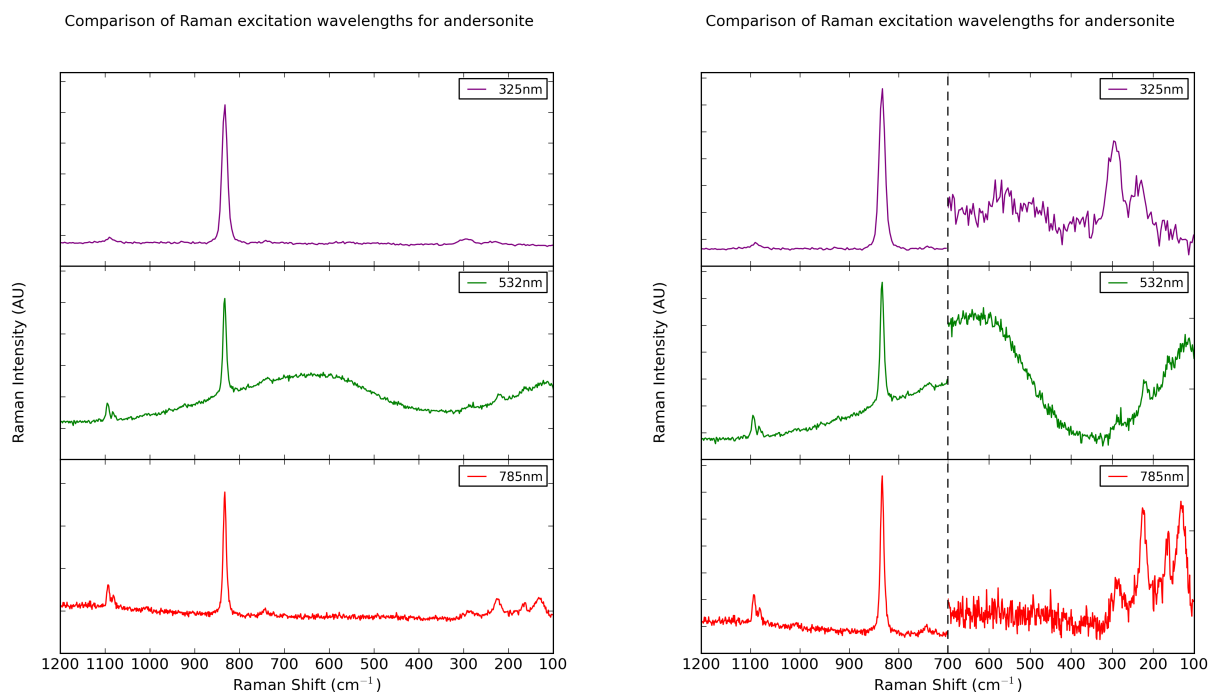 Comparison of Raman excitation wavelengths for andersonite
325nm
532nm
785nm
Raman Intensity (AU)
1200 1100 1000 900 800 700 600 500 400 300 200 100
Raman Shift (cm⁻¹)
Comparison of Raman excitation wavelengths for andersonite
325nm
532nm
785nm
Raman Intensity (AU)
1200 1100 1000 900 800 700 600 500 400 300 200 100
Raman Shift (cm⁻¹)